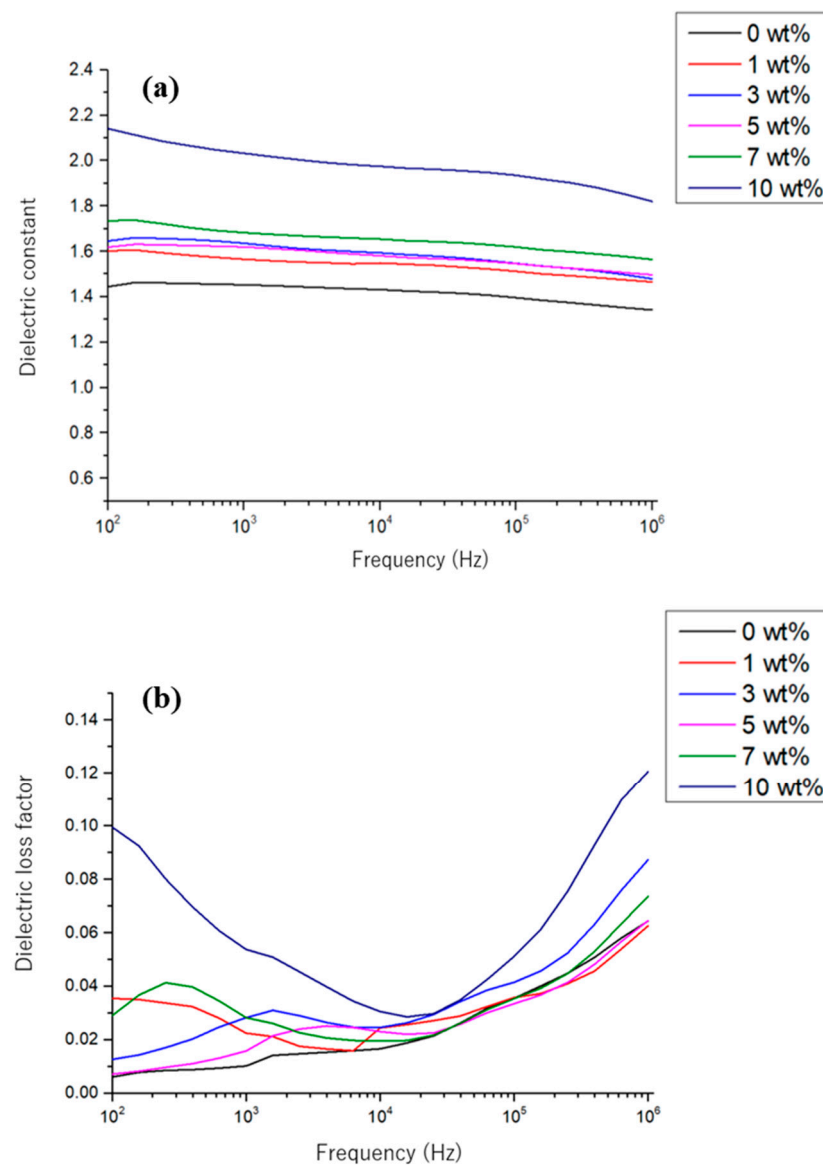 0 wt%
1 wt%
3 wt%
5 wt%
7 wt%
10 wt%
(a)
2.4
2.2
2.0
1.8
1.6
1.4
1.2
1.0
0.8
0.6
Dielectric constant
10² 10³ 10⁴ 10⁵ 10⁶
Frequency (Hz)
0 wt%
1 wt%
3 wt%
5 wt%
7 wt%
10 wt%
(b)
0.14
0.12
0.10
0.08
0.06
0.04
0.02
0.00
Dielectric loss factor
10² 10³ 10⁴ 10⁵ 10⁶
Frequency (Hz)